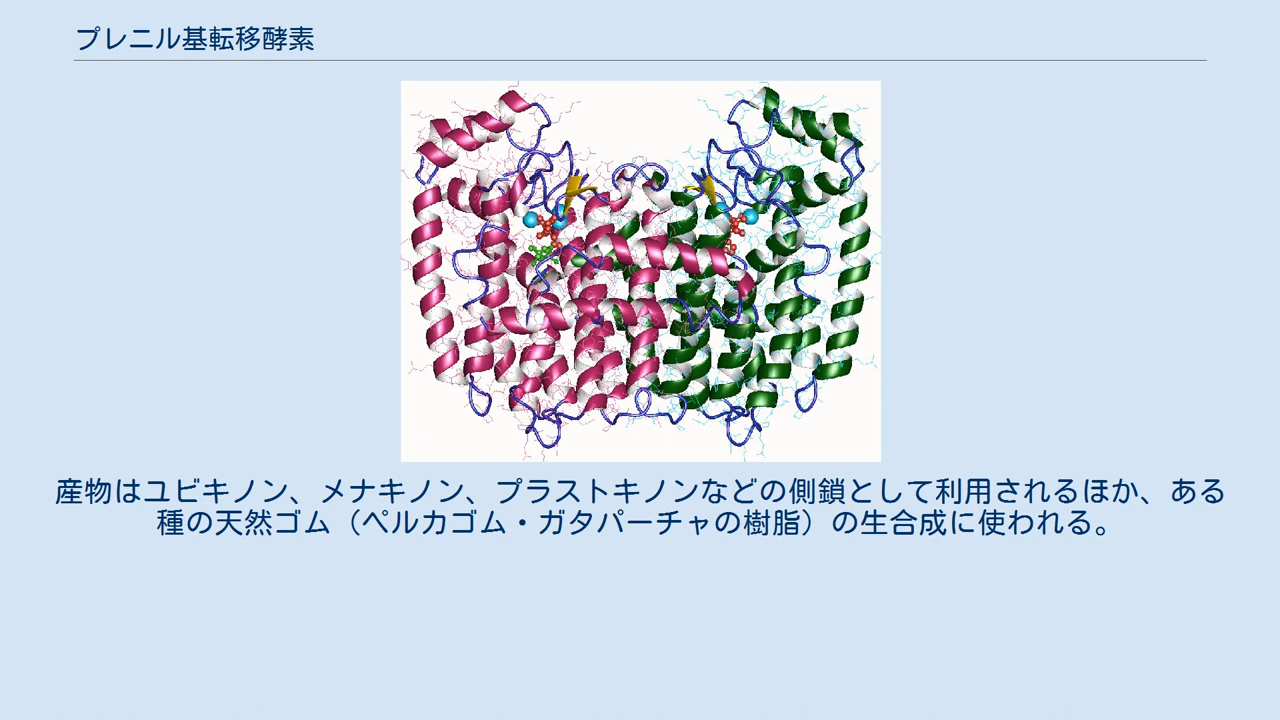 プレニル基転移酵素
産物はユビキノン、メナキノン、プラストキノンなどの側鎖として利用されるほか、ある
種の天然ゴム（ペルカゴム・ガタパーチャの樹脂）の生合成に使われる。